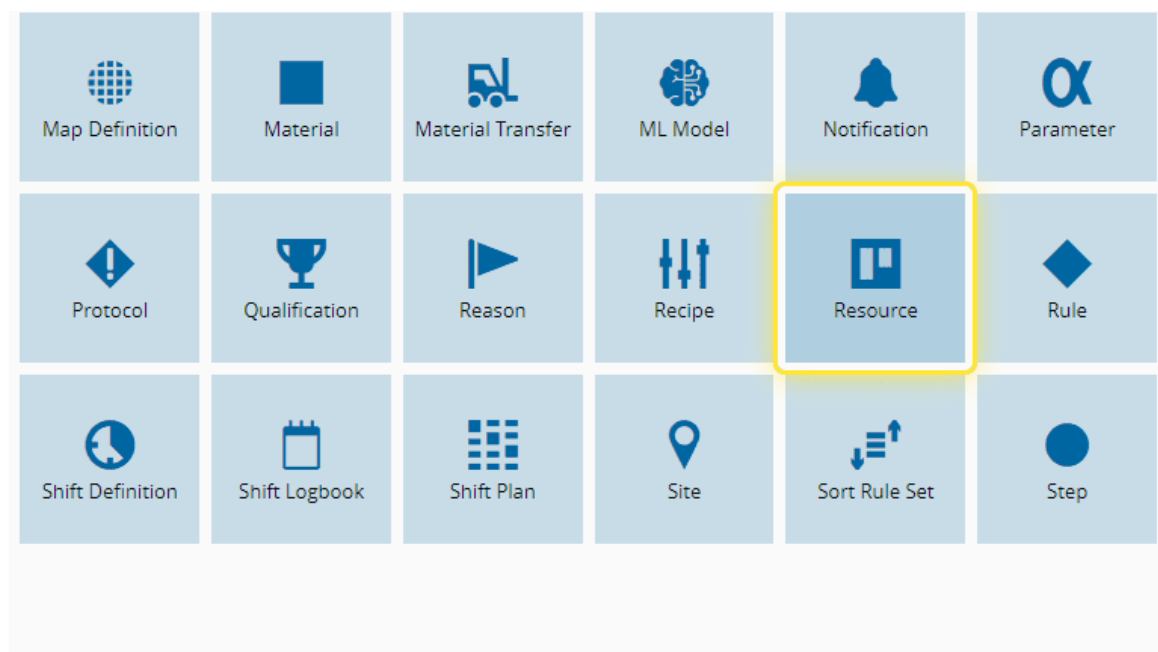 Map Definition
Material
Material Transfer
ML Model
Notification
Parameter
Protocol
Qualification
Reason
Recipe
Resource
Rule
Shift Definition
Shift Logbook
Shift Plan
Site
Sort Rule Set
Step